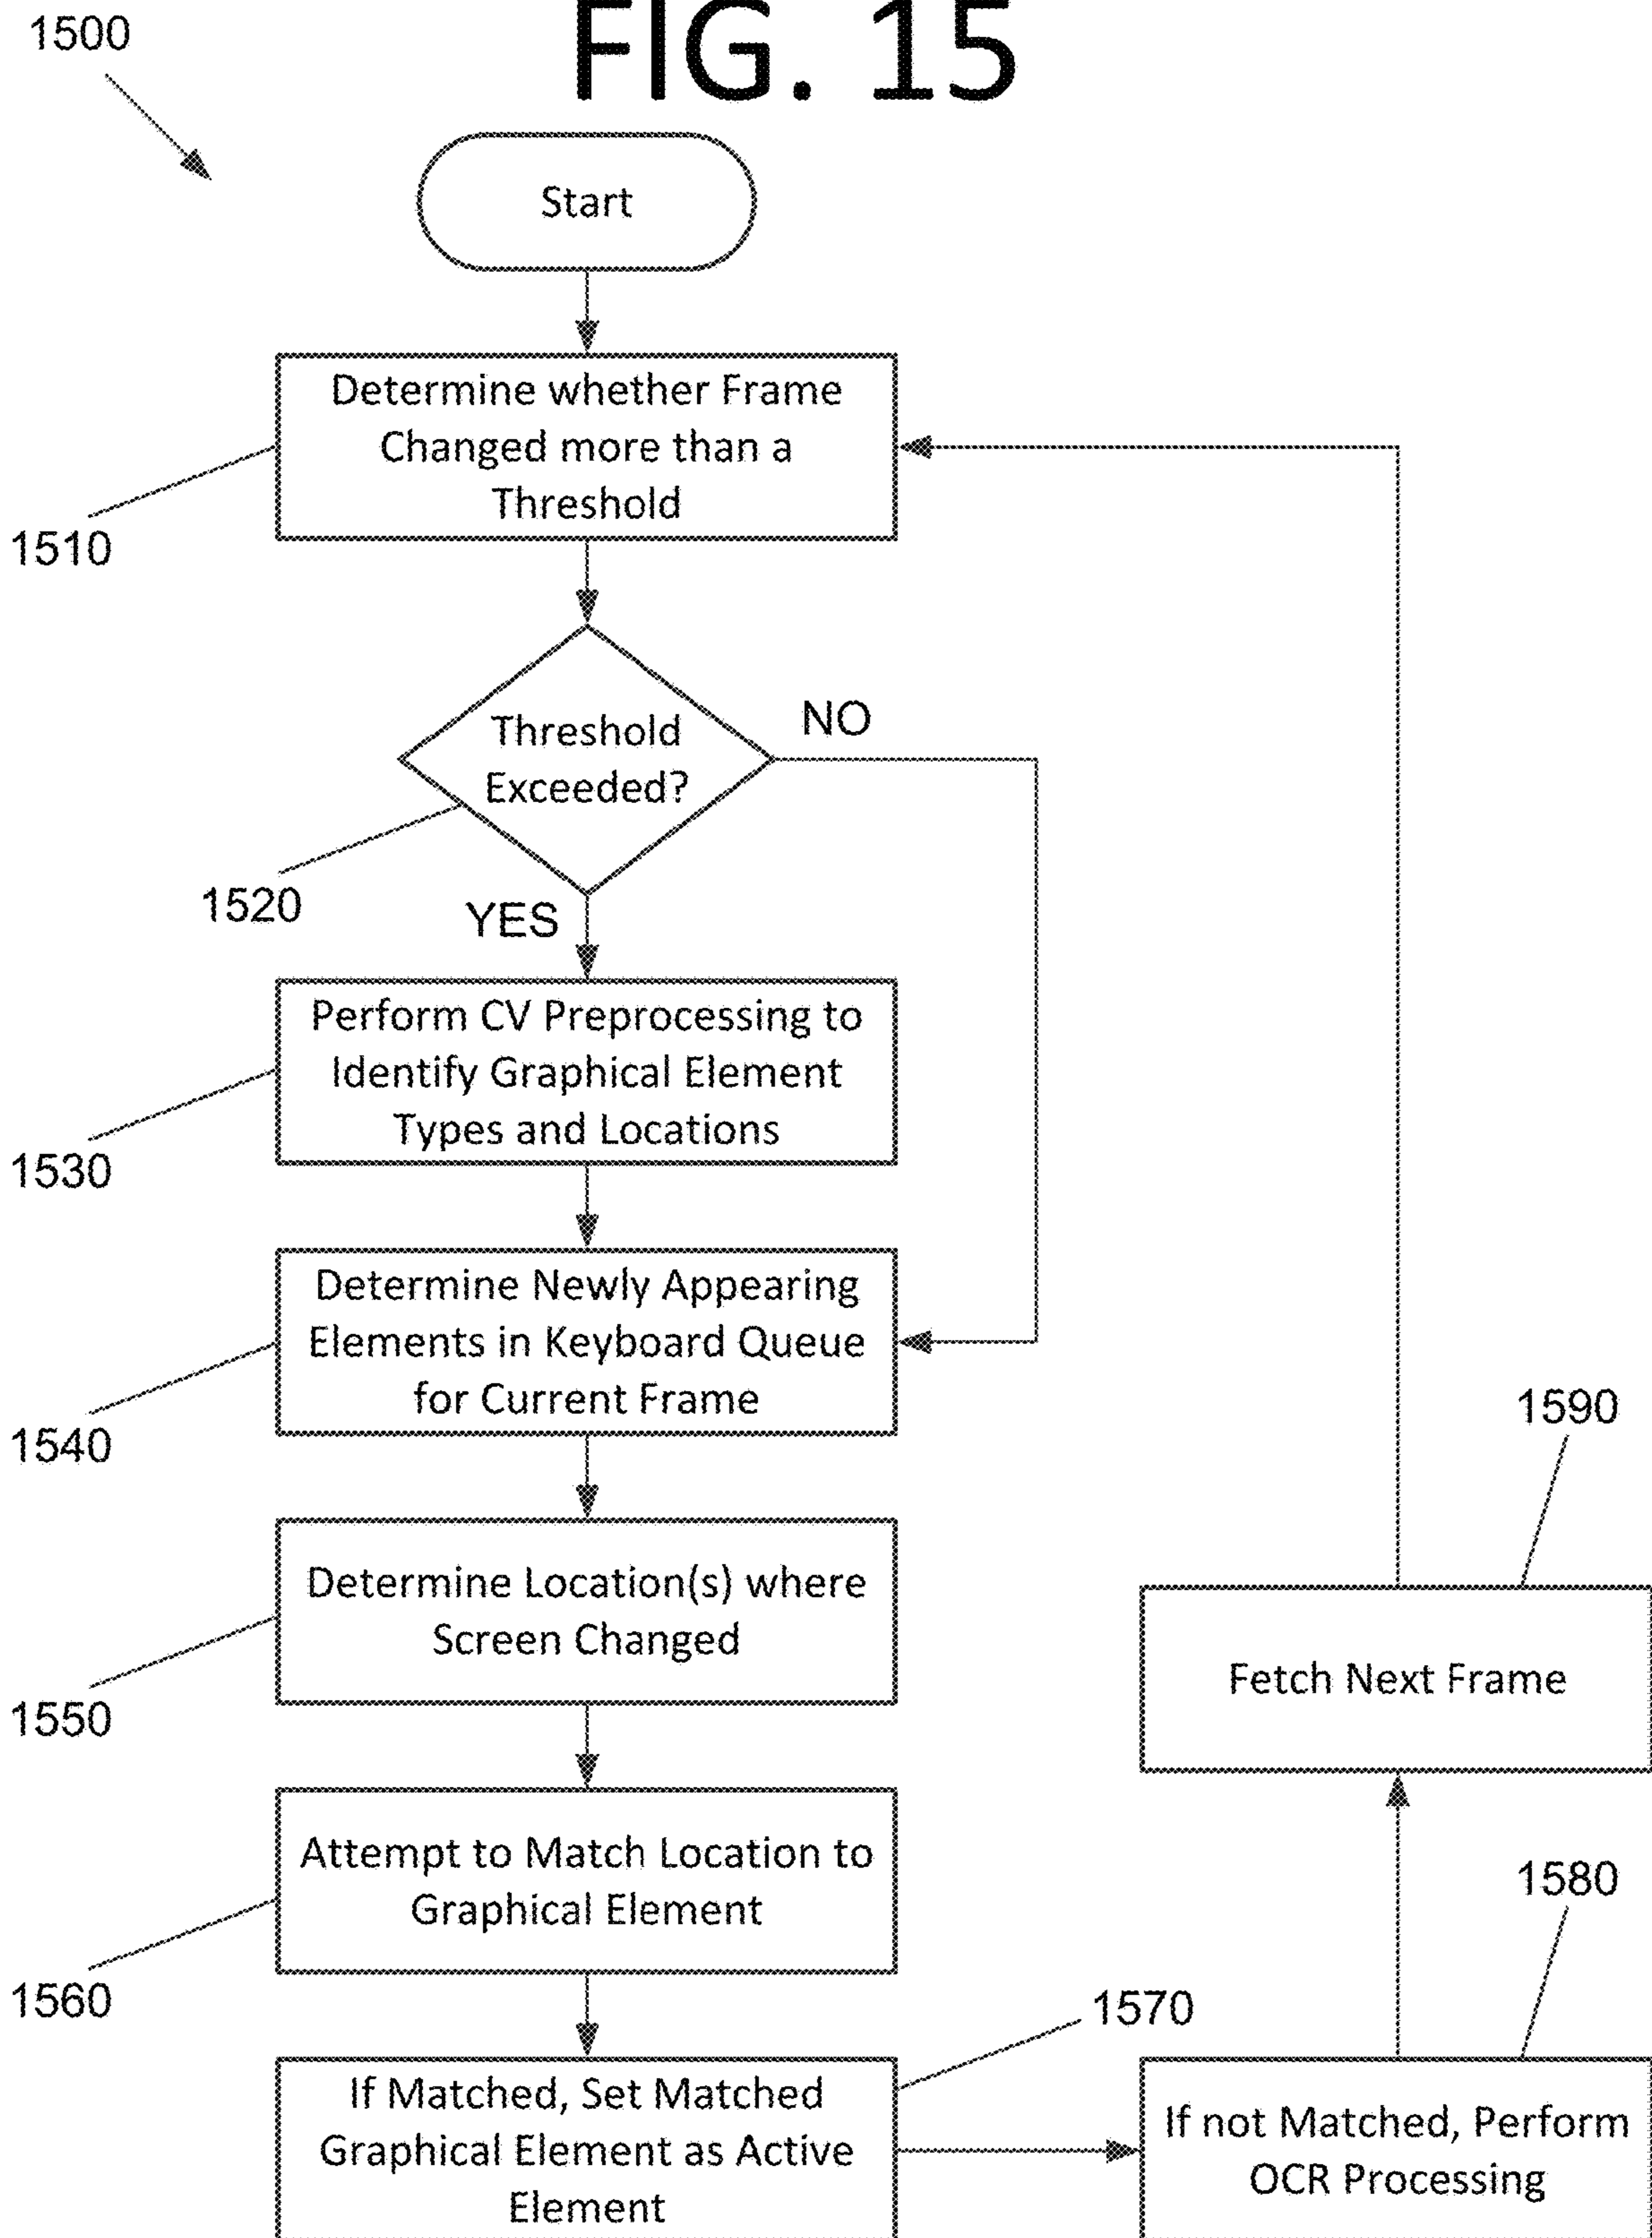 FIG. 15
1500
Start
Determine whether Frame
Changed more than a
Threshold
1510
Threshold
Exceeded?
NO
1520
YES
Perform CV Preprocessing to
Identify Graphical Element
Types and Locations
1530
Determine Newly Appearing
Elements in Keyboard Queue
for Current Frame
1540
Determine Location(s) where
Screen Changed
1550
Attempt to Match Location to
Graphical Element
1560
If Matched, Set Matched
Graphical Element as Active
Element
1570
If not Matched, Perform
OCR Processing
1580
Fetch Next Frame
1590